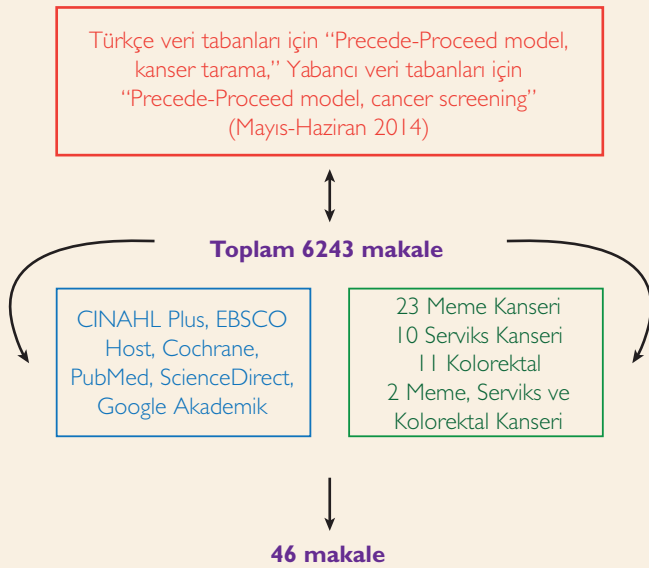 Türkçe veri tabanları için “Precede-Proceed model,
kanser tarama,” Yabancı veri tabanları için
“Precede-Proceed model, cancer screening”
(Mayıs-Haziran 2014)
Toplam 6243 makale
CINAHL Plus, EBSCO
Host, Cochrane,
PubMed, ScienceDirect,
Google Akademik
23 Meme Kanseri
10 Serviks Kanseri
11 Kolorektal
2 Meme, Serviks ve
Kolorektal Kanseri
46 makale